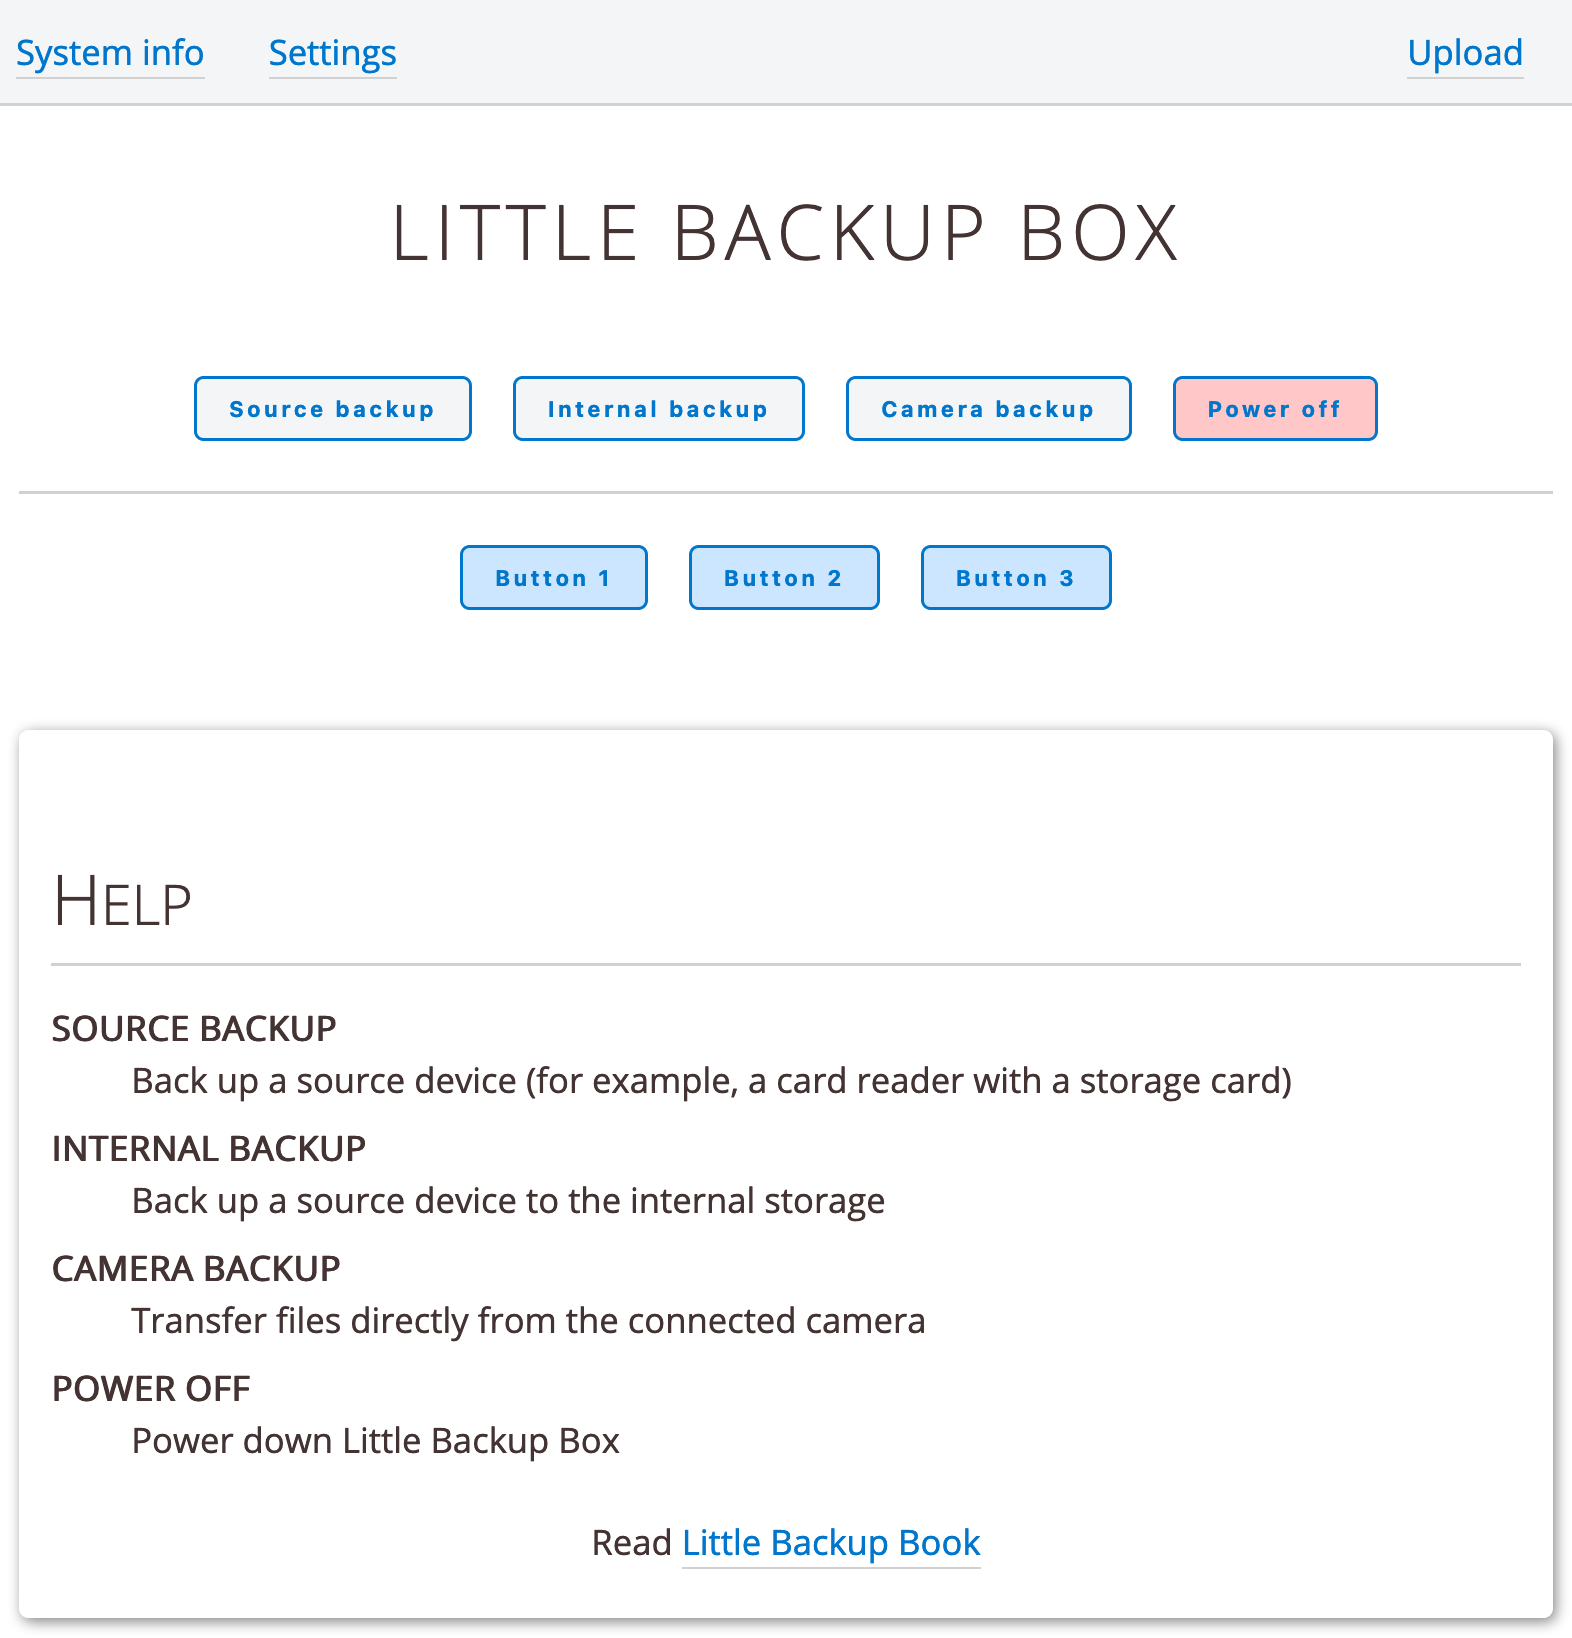 System info Settings Upload
LITTLE BACKUP BOX
Source backup Internal backup Camera backup Power off
Button 1 Button 2 Button 3
HELP
SOURCE BACKUP
Back up a source device (for example, a card reader with a storage card)
INTERNAL BACKUP
Back up a source device to the internal storage
CAMERA BACKUP
Transfer files directly from the connected camera
POWER OFF
Power down Little Backup Box
Read Little Backup Book